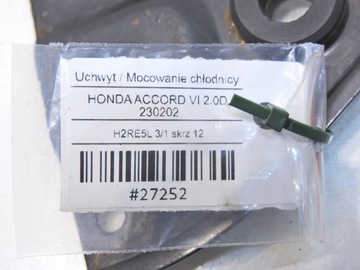 Uchwyt / Mocowanie chłodnicy
HONDA ACCORD VI 2.0D
230202
H2RE5L 3/1 skrz 12
#27252